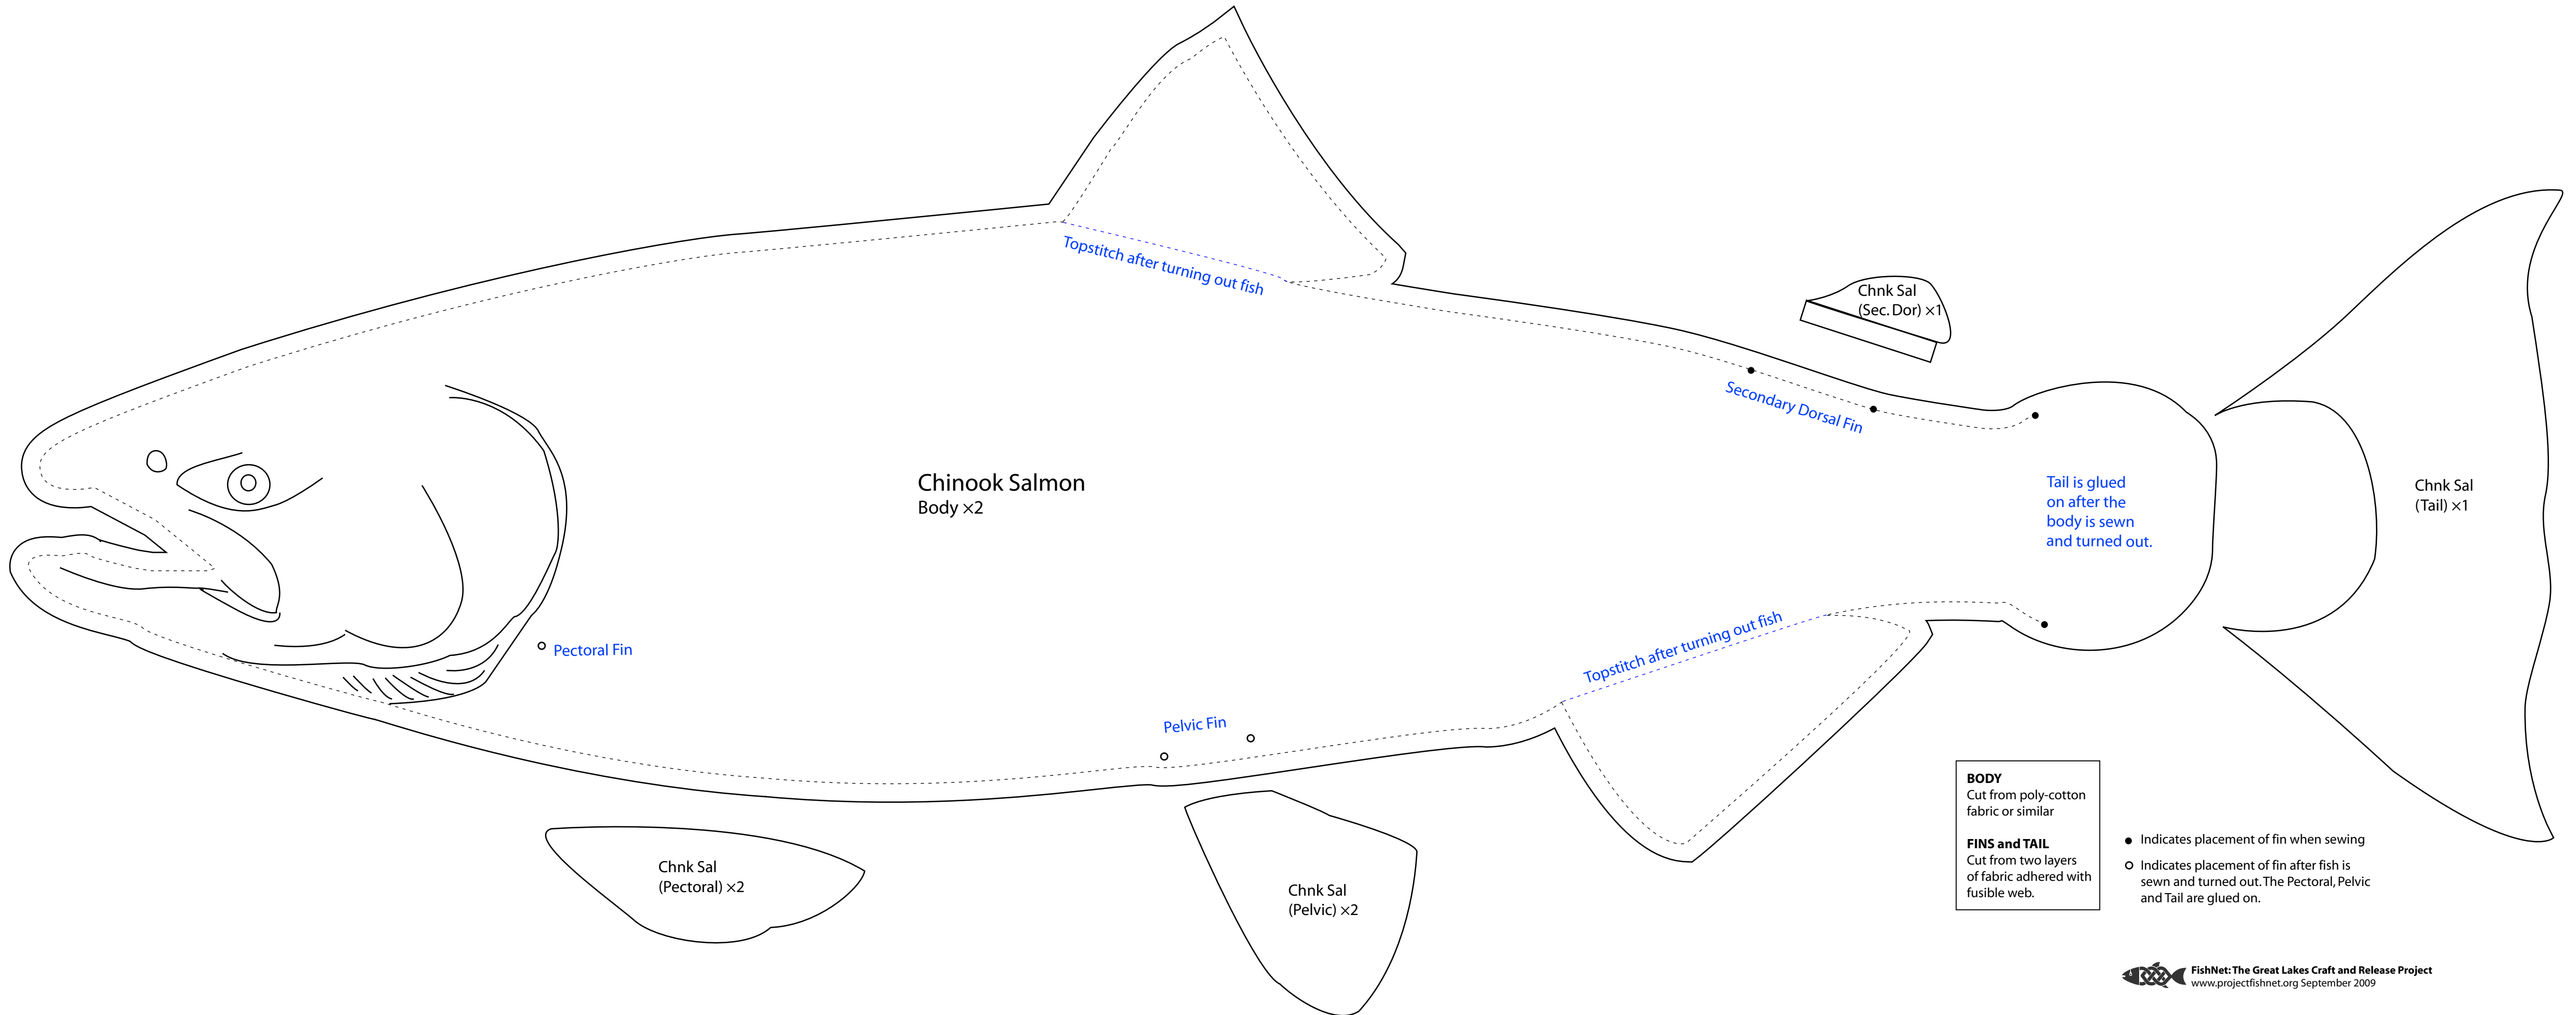 Topstitch after turning out fish
Chnk Sal
(Sec. Dor) ×1
Secondary Dorsal Fin
Chinook Salmon
Body ×2
Tail is glued
on after the
body is sewn
and turned out.
Chnk Sal
(Tail) ×1
Pectoral Fin
Topstitch after turning out fish
Pelvic Fin
Chnk Sal
(Pectoral) ×2
Chnk Sal
(Pelvic) ×2
BODY
Cut from poly-cotton
fabric or similar
FINS and TAIL
Cut from two layers
of fabric adhered with
fusible web.
Indicates placement of fin when sewing
Indicates placement of fin after fish is
sewn and turned out. The Pectoral, Pelvic
and Tail are glued on.
FishNet: The Great Lakes Craft and Release Project
www.projectfishnet.org September 2009